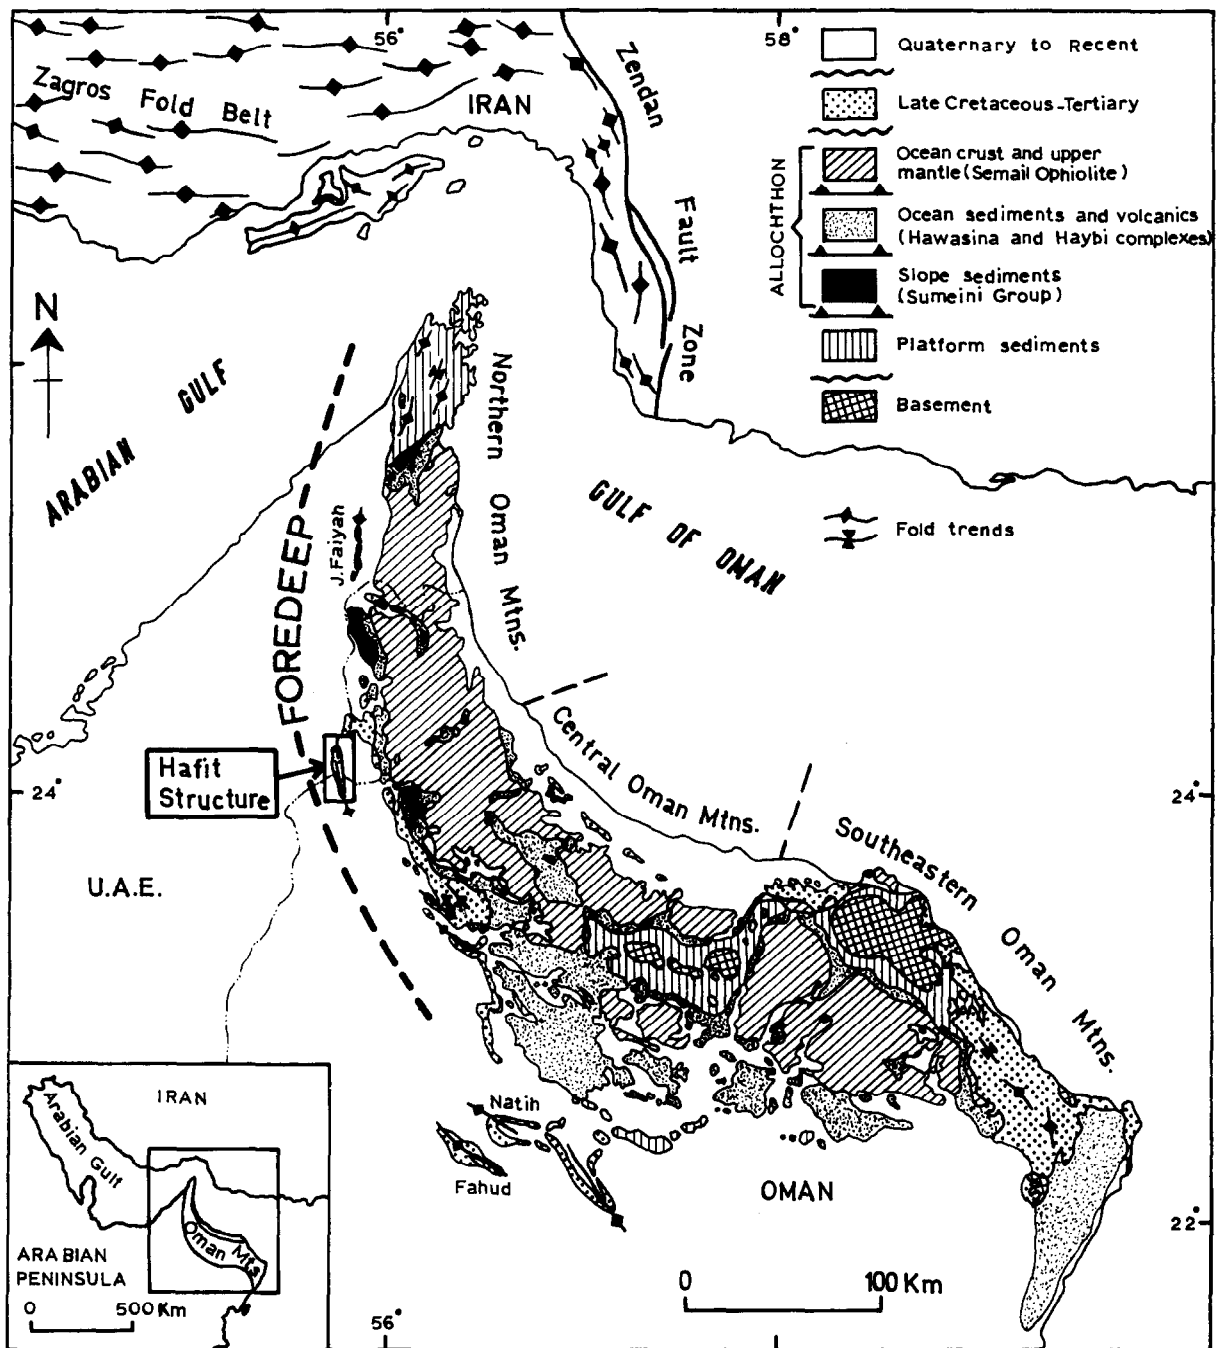 56°
58°
Zagros Fold Belt
IRAN
Zendan
Fault
Zone
Quaternary to Recent
Late Cretaceous-Tertiary
ALLOCHTHON
Ocean crust and upper
mantle (Semail Ophiolite)
Ocean sediments and volcanics
(Hawasina and Haybi complexes)
Slope sediments
(Sumeini Group)
Platform sediments
Basement
Fold trends
N
ARABIAN GULF
GULF OF OMAN
Northern Oman Mtns.
J.Faiyah
FOREDEEP
Hafit
Structure
Central Oman Mtns.
Southeastern Oman Mtns.
24°
24°
U.A.E.
Natih
Fahud
OMAN
22°
0 100 Km
56°
IRAN
Arabian Gulf
Oman Mts
ARABIAN
PENINSULA
0 500 Km